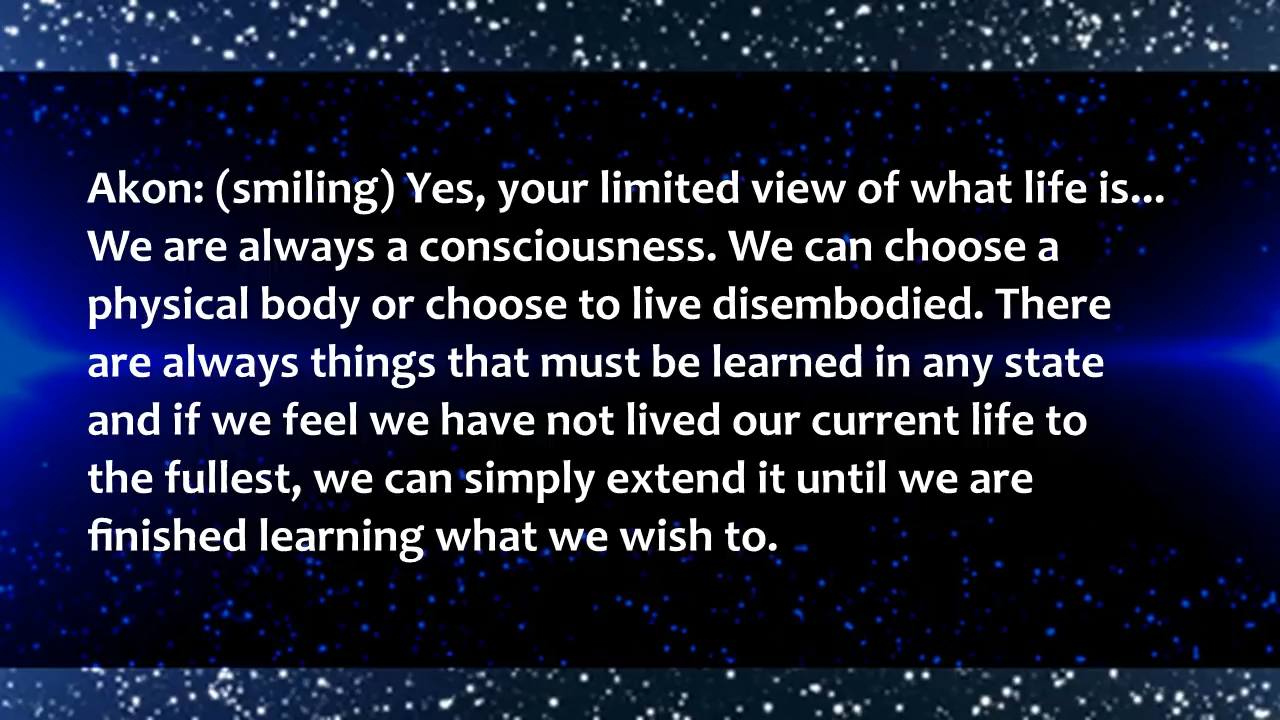 Akon: (smiling) Yes, your limited view of what life is...
We are always a consciousness. We can choose a
physical body or choose to live disembodied. There
are always things that must be learned in any state
and if we feel we have not lived our current life to
the fullest, we can simply extend it until we are
finished learning what we wish to.